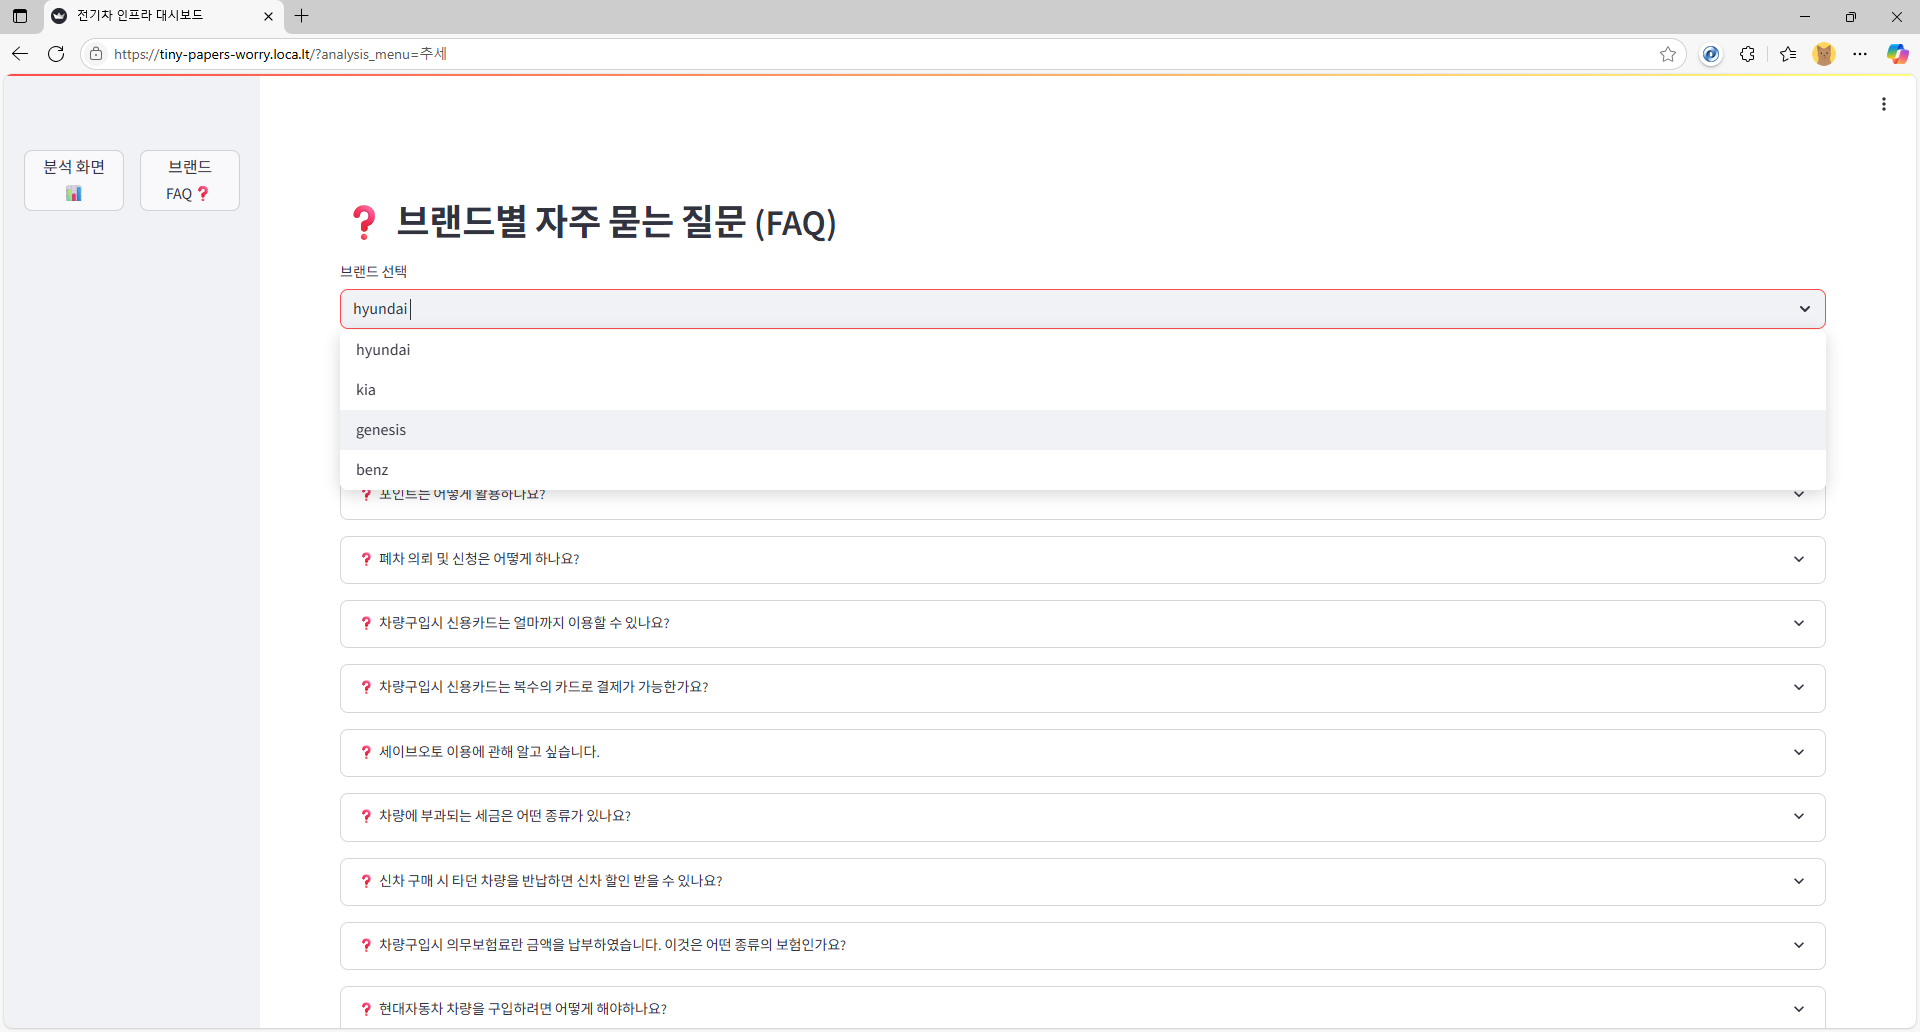 전기차 인프라 대시보드
https://tiny-papers-worry.loca.lt/?analysis_menu=추세
분석 화면
브랜드
FAQ ❓
❓ 브랜드별 자주 묻는 질문 (FAQ)
브랜드 선택
hyundai
hyundai
kia
genesis
benz
❓ 포인트는 어떻게 활용하나요?
❓ 폐차 의뢰 및 신청은 어떻게 하나요?
❓ 차량구입시 신용카드는 얼마까지 이용할 수 있나요?
❓ 차량구입시 신용카드는 복수의 카드로 결제가 가능한가요?
❓ 세이브오토 이용에 관해 알고 싶습니다.
❓ 차량에 부과되는 세금은 어떤 종류가 있나요?
❓ 신차 구매 시 타던 차량을 반납하면 신차 할인 받을 수 있나요?
❓ 차량구입시 의무보험료란 금액을 납부하였습니다. 이것은 어떤 종류의 보험인가요?
❓ 현대자동차 차량을 구입하려면 어떻게 해야하나요?